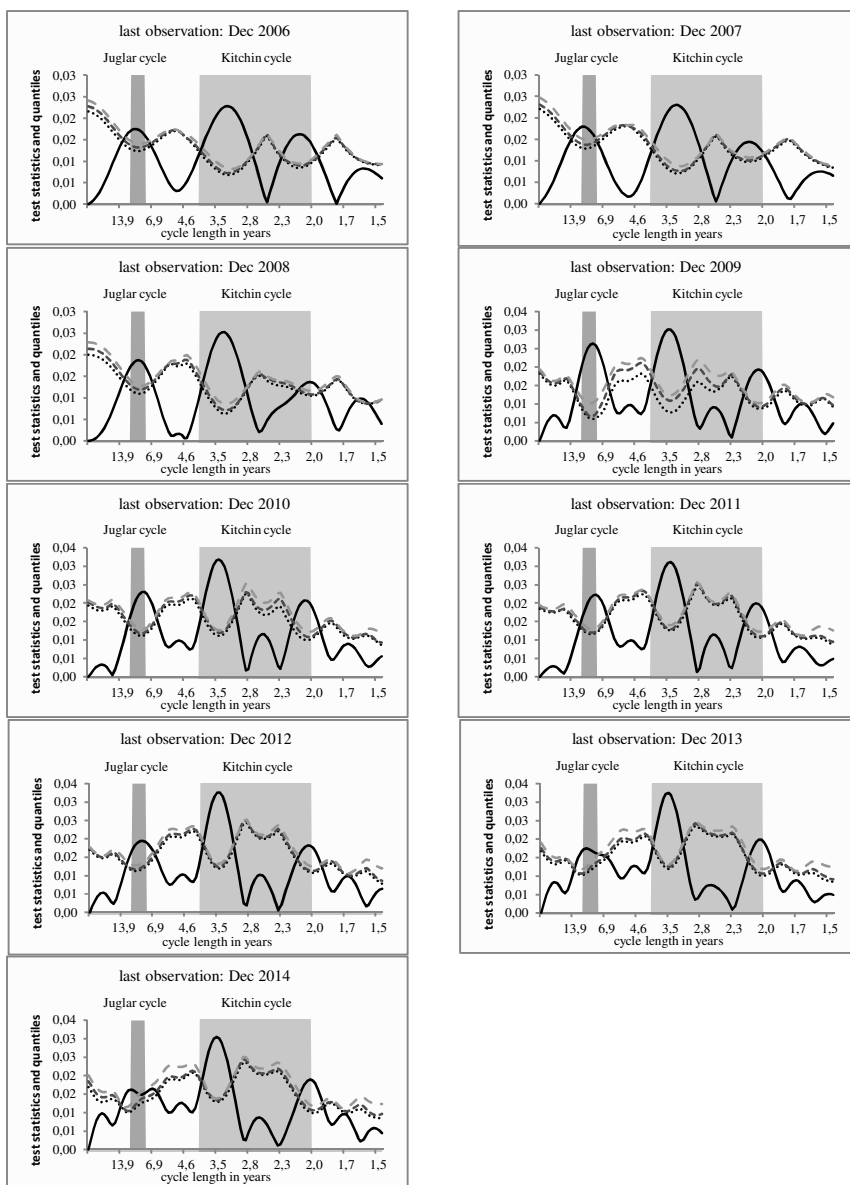 last observation: Dec 2006
Juglar cycle Kitchin cycle
test statistics and quantiles
0,03
0,03
0,02
0,02
0,01
0,01
0,00
13,9 6,9 4,6 3,5 2,8 2,3 2,0 1,7 1,5
cycle length in years
last observation: Dec 2007
Juglar cycle Kitchin cycle
test statistics and quantiles
0,03
0,03
0,02
0,02
0,01
0,01
0,00
13,9 6,9 4,6 3,5 2,8 2,3 2,0 1,7 1,5
cycle length in years
last observation: Dec 2008
Juglar cycle Kitchin cycle
test statistics and quantiles
0,03
0,03
0,02
0,02
0,01
0,01
0,00
13,9 6,9 4,6 3,5 2,8 2,3 2,0 1,7 1,5
cycle length in years
last observation: Dec 2009
Juglar cycle Kitchin cycle
test statistics and quantiles
0,04
0,03
0,03
0,02
0,02
0,01
0,01
0,00
13,9 6,9 4,6 3,5 2,8 2,3 2,0 1,7 1,5
cycle length in years
last observation: Dec 2010
Juglar cycle Kitchin cycle
test statistics and quantiles
0,04
0,03
0,03
0,02
0,02
0,01
0,01
0,00
13,9 6,9 4,6 3,5 2,8 2,3 2,0 1,7 1,5
cycle length in years
last observation: Dec 2011
Juglar cycle Kitchin cycle
test statistics and quantiles
0,04
0,03
0,03
0,02
0,02
0,01
0,01
0,00
13,9 6,9 4,6 3,5 2,8 2,3 2,0 1,7 1,5
cycle length in years
last observation: Dec 2012
Juglar cycle Kitchin cycle
test statistics and quantiles
0,04
0,03
0,03
0,02
0,02
0,01
0,01
0,00
13,9 6,9 4,6 3,5 2,8 2,3 2,0 1,7 1,5
cycle length in years
last observation: Dec 2013
Juglar cycle Kitchin cycle
test statistics and quantiles
0,04
0,03
0,03
0,02
0,02
0,01
0,01
0,00
13,9 6,9 4,6 3,5 2,8 2,3 2,0 1,7 1,5
cycle length in years
last observation: Dec 2014
Juglar cycle Kitchin cycle
test statistics and quantiles
0,04
0,03
0,03
0,02
0,02
0,01
0,01
0,00
13,9 6,9 4,6 3,5 2,8 2,3 2,0 1,7 1,5
cycle length in years